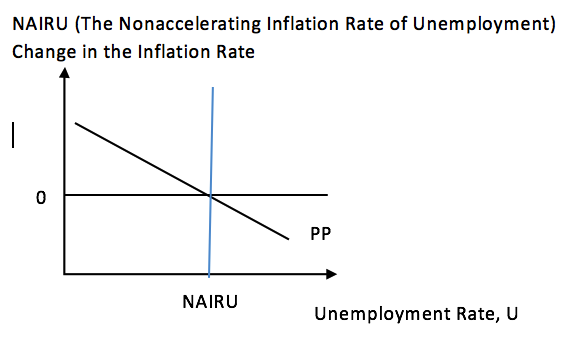 NAIRU (The Nonaccelerating Inflation Rate of Unemployment)
Change in the Inflation Rate
0
PP
NAIRU
Unemployment Rate, U